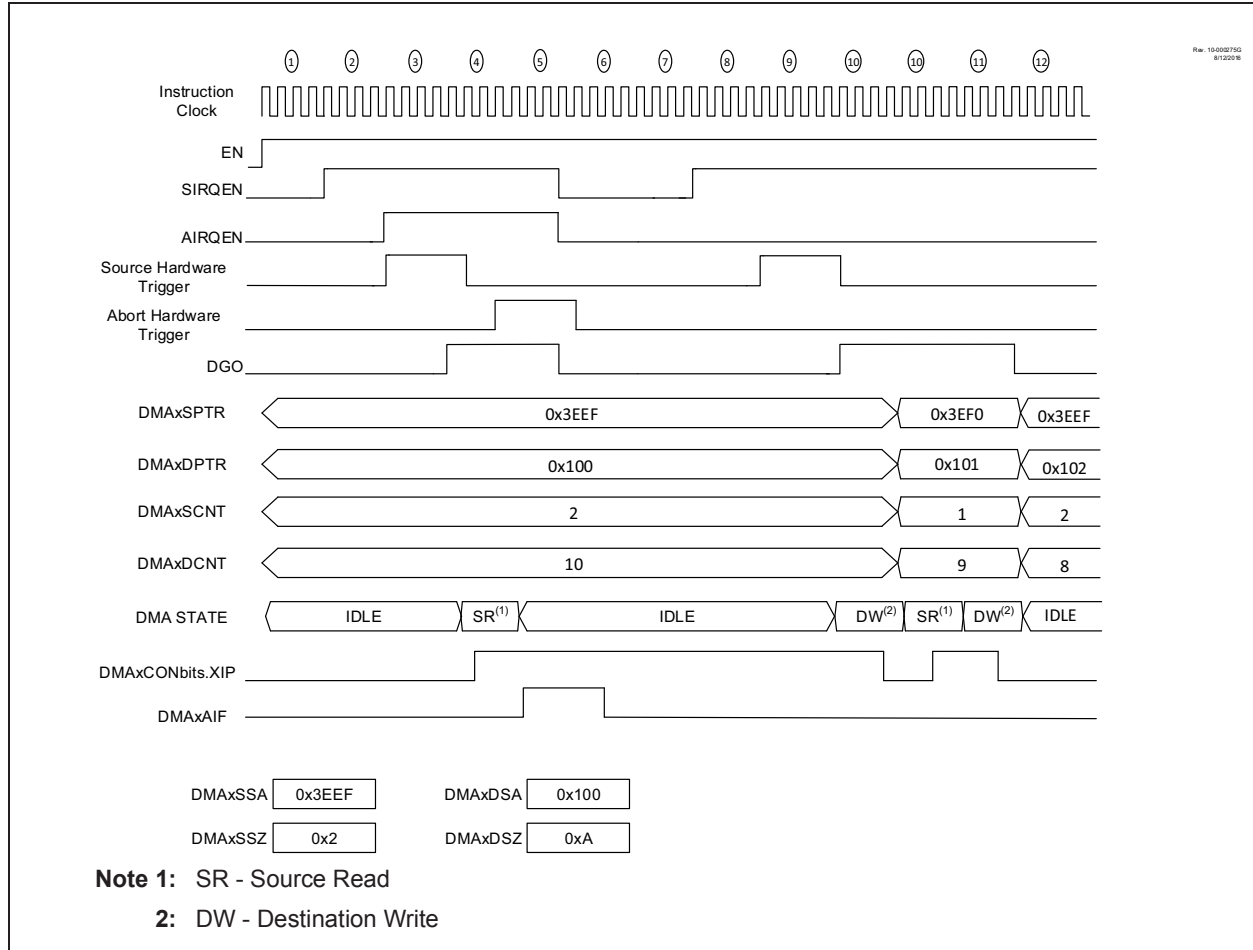 Rev. 10-000275G
8/12/2016
1 2 3 4 5 6 7 8 9 10 10 11 12
Instruction
Clock
EN
SIRQEN
AIRQEN
Source Hardware
Trigger
Abort Hardware
Trigger
DGO
DMAxSPTR 0x3EEF 0x3EF0 0x3EEF
DMAxDPTR 0x100 0x101 0x102
DMAxSCNT 2 1 2
DMAxDCNT 10 9 8
DMA STATE IDLE SR(1) IDLE DW(2) SR(1) DW(2) IDLE
DMAxCONbits.XIP
DMAxAIF
DMAxSSA 0x3EEF DMAxDSA 0x100
DMAxSSZ 0x2 DMAxDSZ 0xA
Note 1: SR - Source Read
2: DW - Destination Write